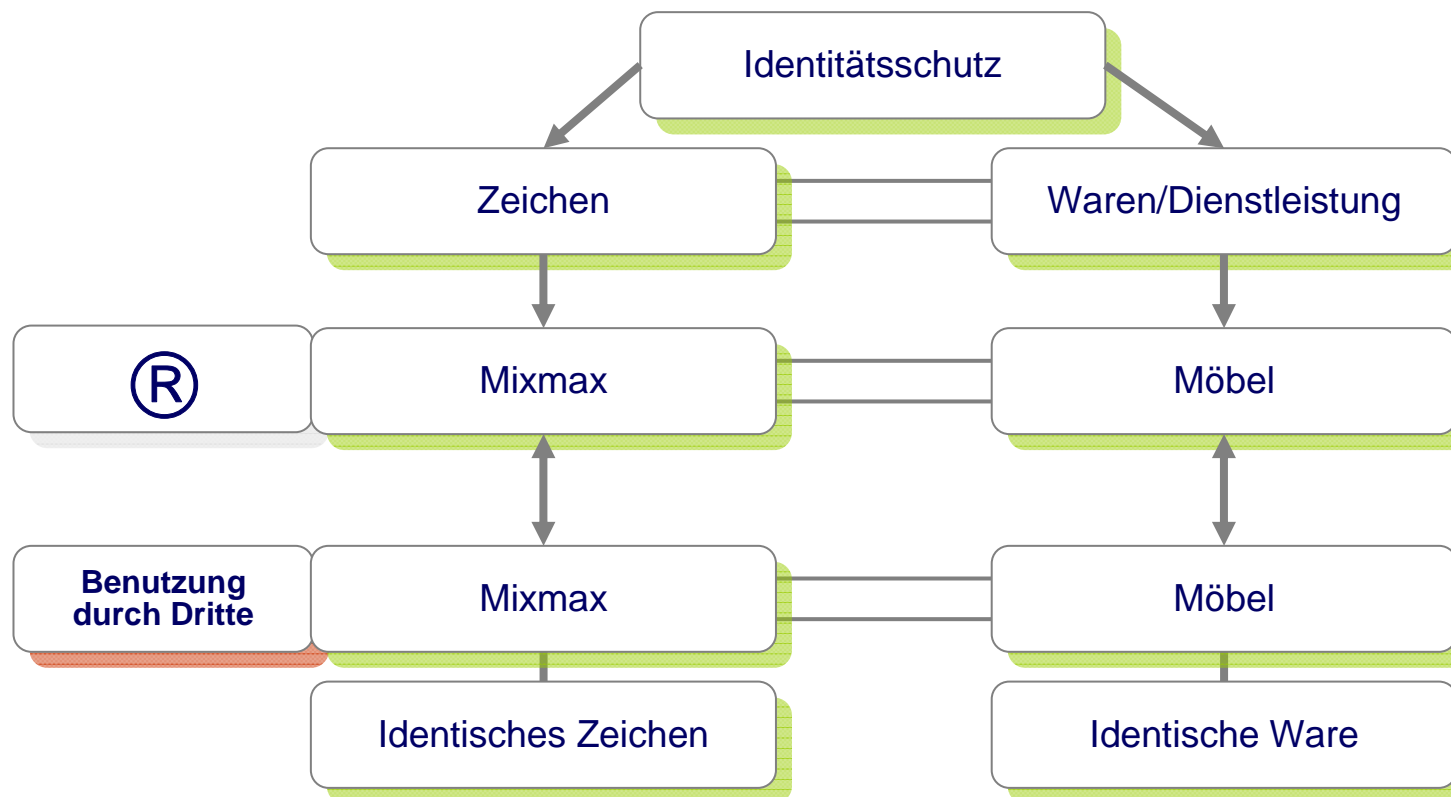 Identitätsschutz
Zeichen
Waren/Dienstleistung
®
Mixmax
Möbel
Benutzung
durch Dritte
Mixmax
Möbel
Identisches Zeichen
Identische Ware